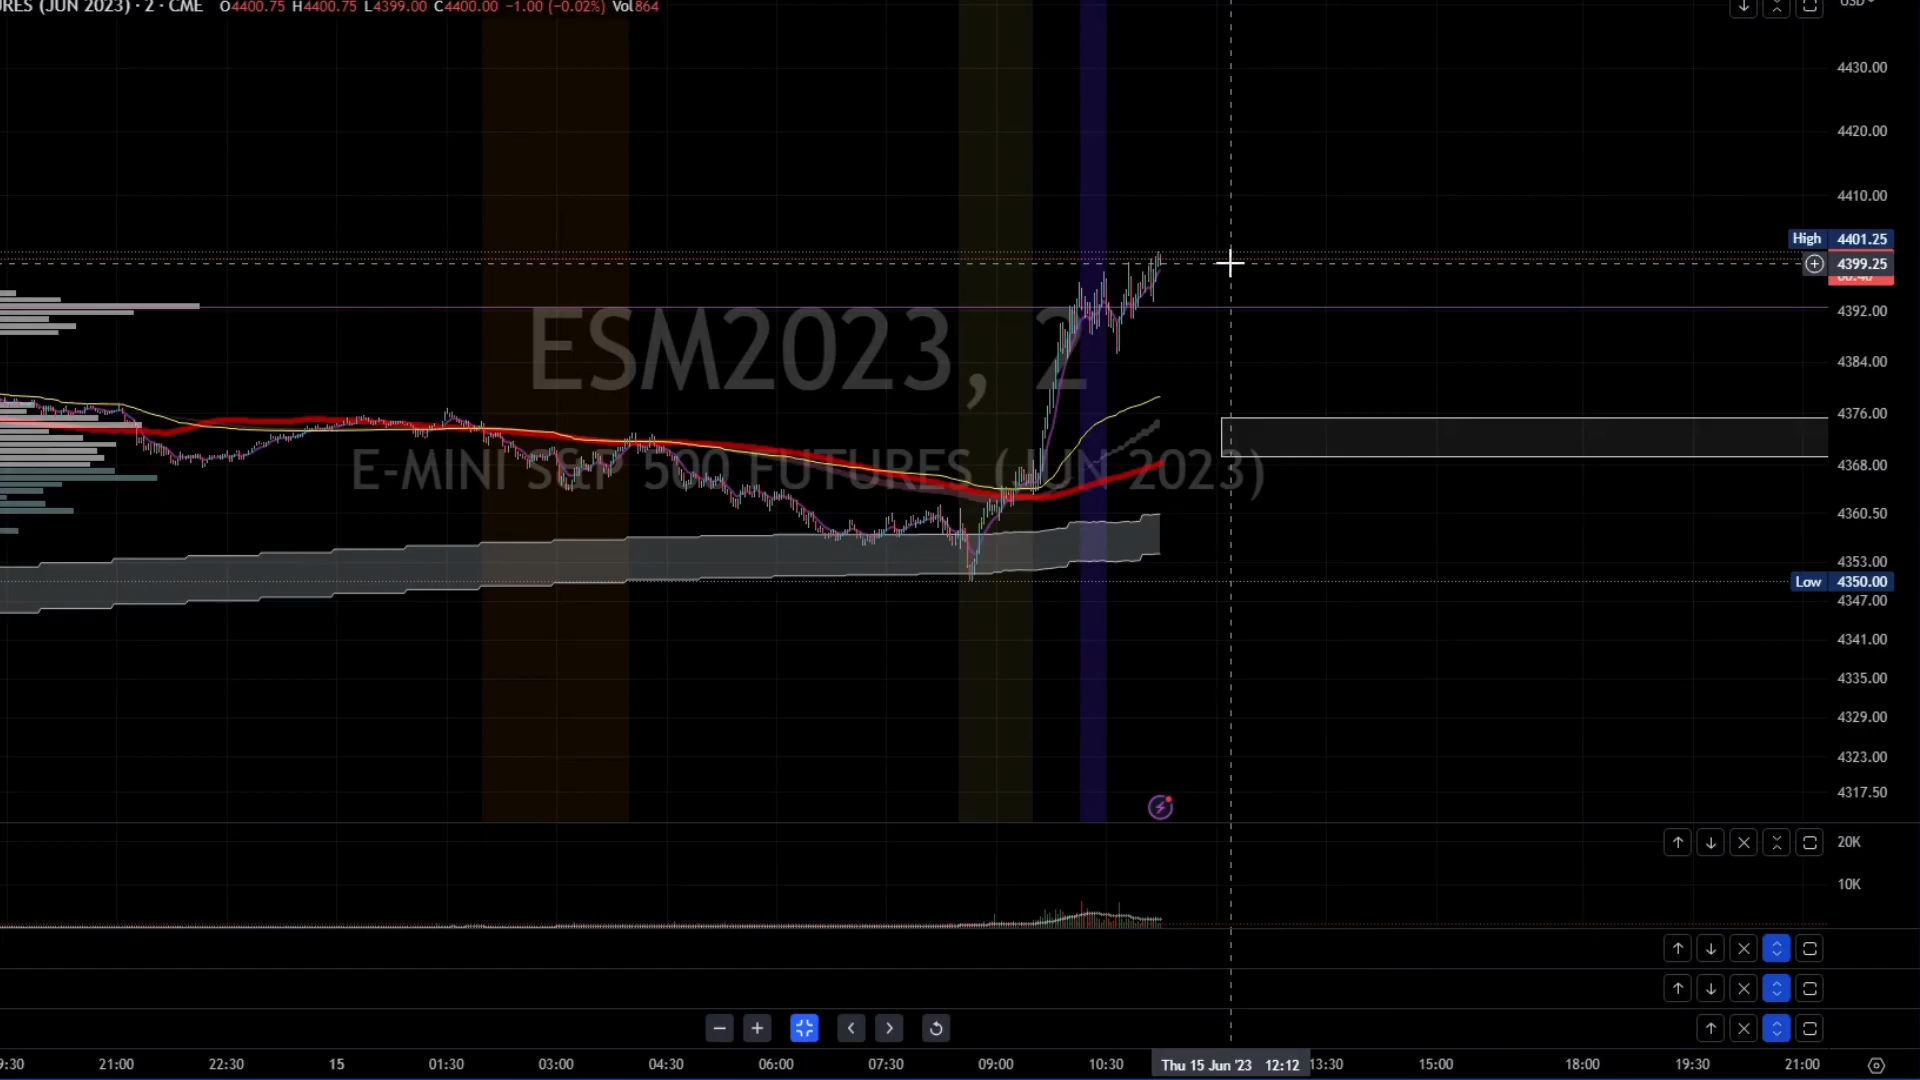 RES (JUN 2023) · 2 · CME O4400.75 H4400.75 L4399.00 C4400.00 −1.00 (−0.02%) Vol864
USD
4430.00
4420.00
4410.00
High 4401.25
4399.25
4392.00
ESM2023, 2
4384.00
4376.00
E-MINI S&P 500 FUTURES (JUN 2023)
4368.00
4360.50
4353.00
Low 4350.00
4347.00
4341.00
4335.00
4329.00
4323.00
4317.50
20K
10K
9:30 21:00 22:30 15 01:30 03:00 04:30 06:00 07:30 09:00 10:30 Thu 15 Jun '23 12:12 13:30 15:00 18:00 19:30 21:00